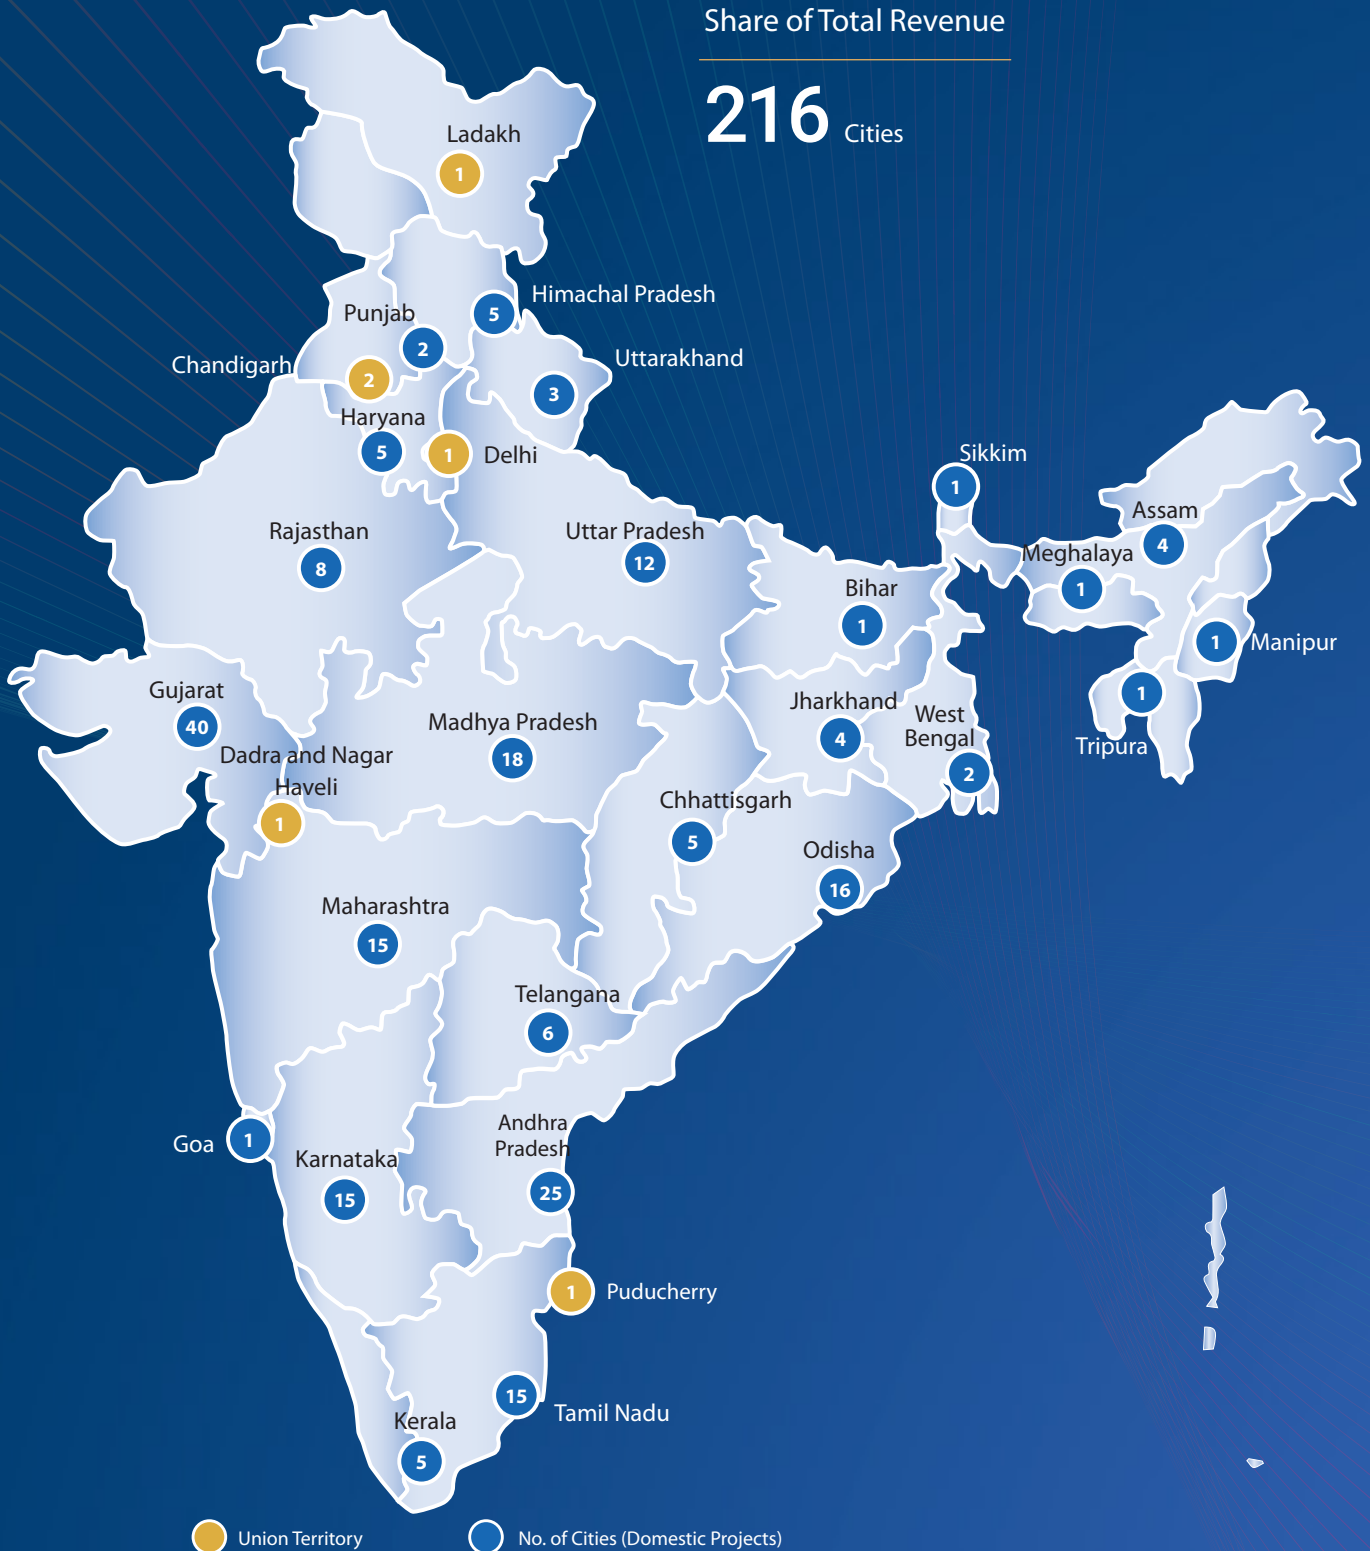 Share of Total Revenue
216 Cities
Ladakh
1
Himachal Pradesh
5
Punjab
2
Chandigarh
2
Uttarakhand
3
Haryana
5
1
Delhi
Sikkim
1
Assam
4
Rajasthan
8
Uttar Pradesh
12
Meghalaya
1
Bihar
1
1
Manipur
Gujarat
40
Madhya Pradesh
18
Jharkhand
4
West
Bengal
2
1
Tripura
Dadra and Nagar
Haveli
1
Chhattisgarh
5
Odisha
16
Maharashtra
15
Telangana
6
Goa
1
Karnataka
15
Andhra
Pradesh
25
1
Puducherry
15
Tamil Nadu
Kerala
5
Union Territory
No. of Cities (Domestic Projects)